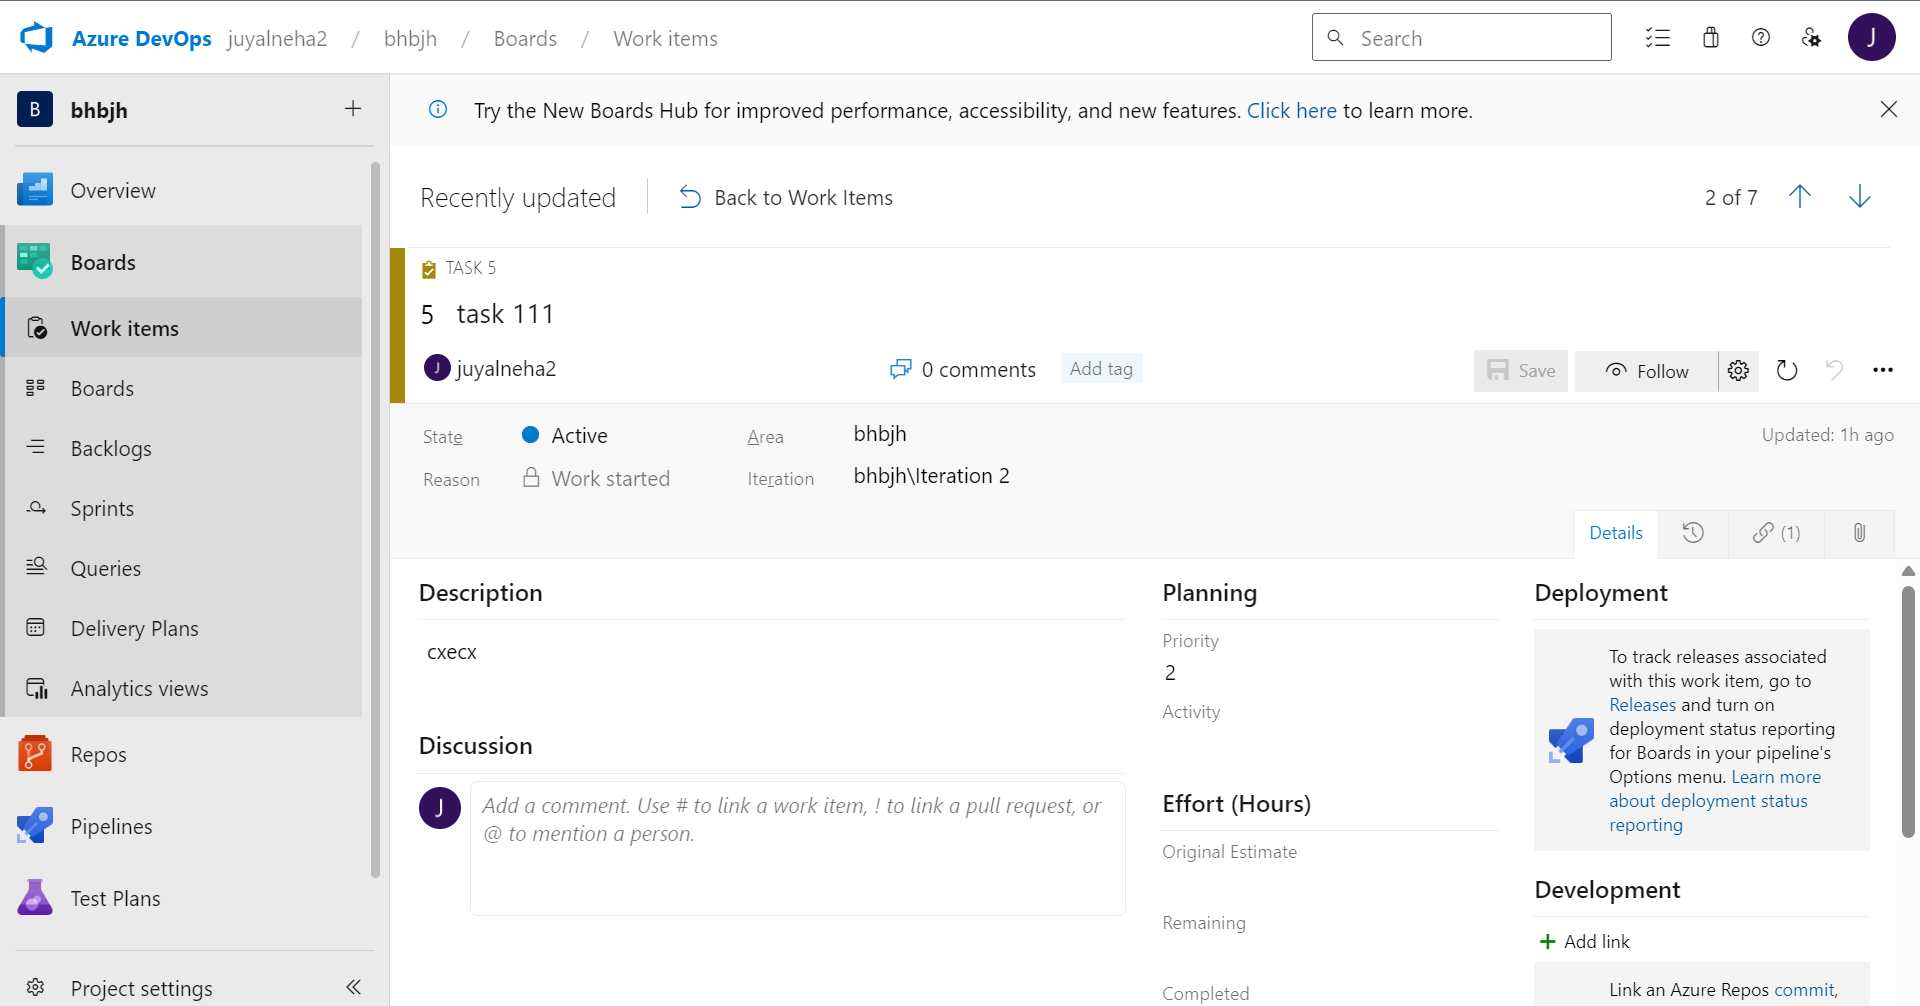 Azure DevOps juyalneha2 / bhbjh / Boards / Work items
Search
J
B bhbjh
Try the New Boards Hub for improved performance, accessibility, and new features. Click here to learn more.
Overview
Boards
Work items
Boards
Backlogs
Sprints
Queries
Delivery Plans
Analytics views
Repos
Pipelines
Test Plans
Project settings
Recently updated
Back to Work Items
2 of 7
TASK 5
5 task 111
J juyalneha2
0 comments
Add tag
Save
Follow
State Active
Area bhbjh
Updated: 1h ago
Reason Work started
Iteration bhbjh\Iteration 2
Details
(1)
Description
cxecx
Discussion
J
Add a comment. Use # to link a work item, ! to link a pull request, or
@ to mention a person.
Planning
Priority
2
Activity
Effort (Hours)
Original Estimate
Remaining
Completed
Deployment
To track releases associated
with this work item, go to
Releases and turn on
deployment status reporting
for Boards in your pipeline's
Options menu. Learn more
about deployment status
reporting
Development
+ Add link
Link an Azure Repos commit,